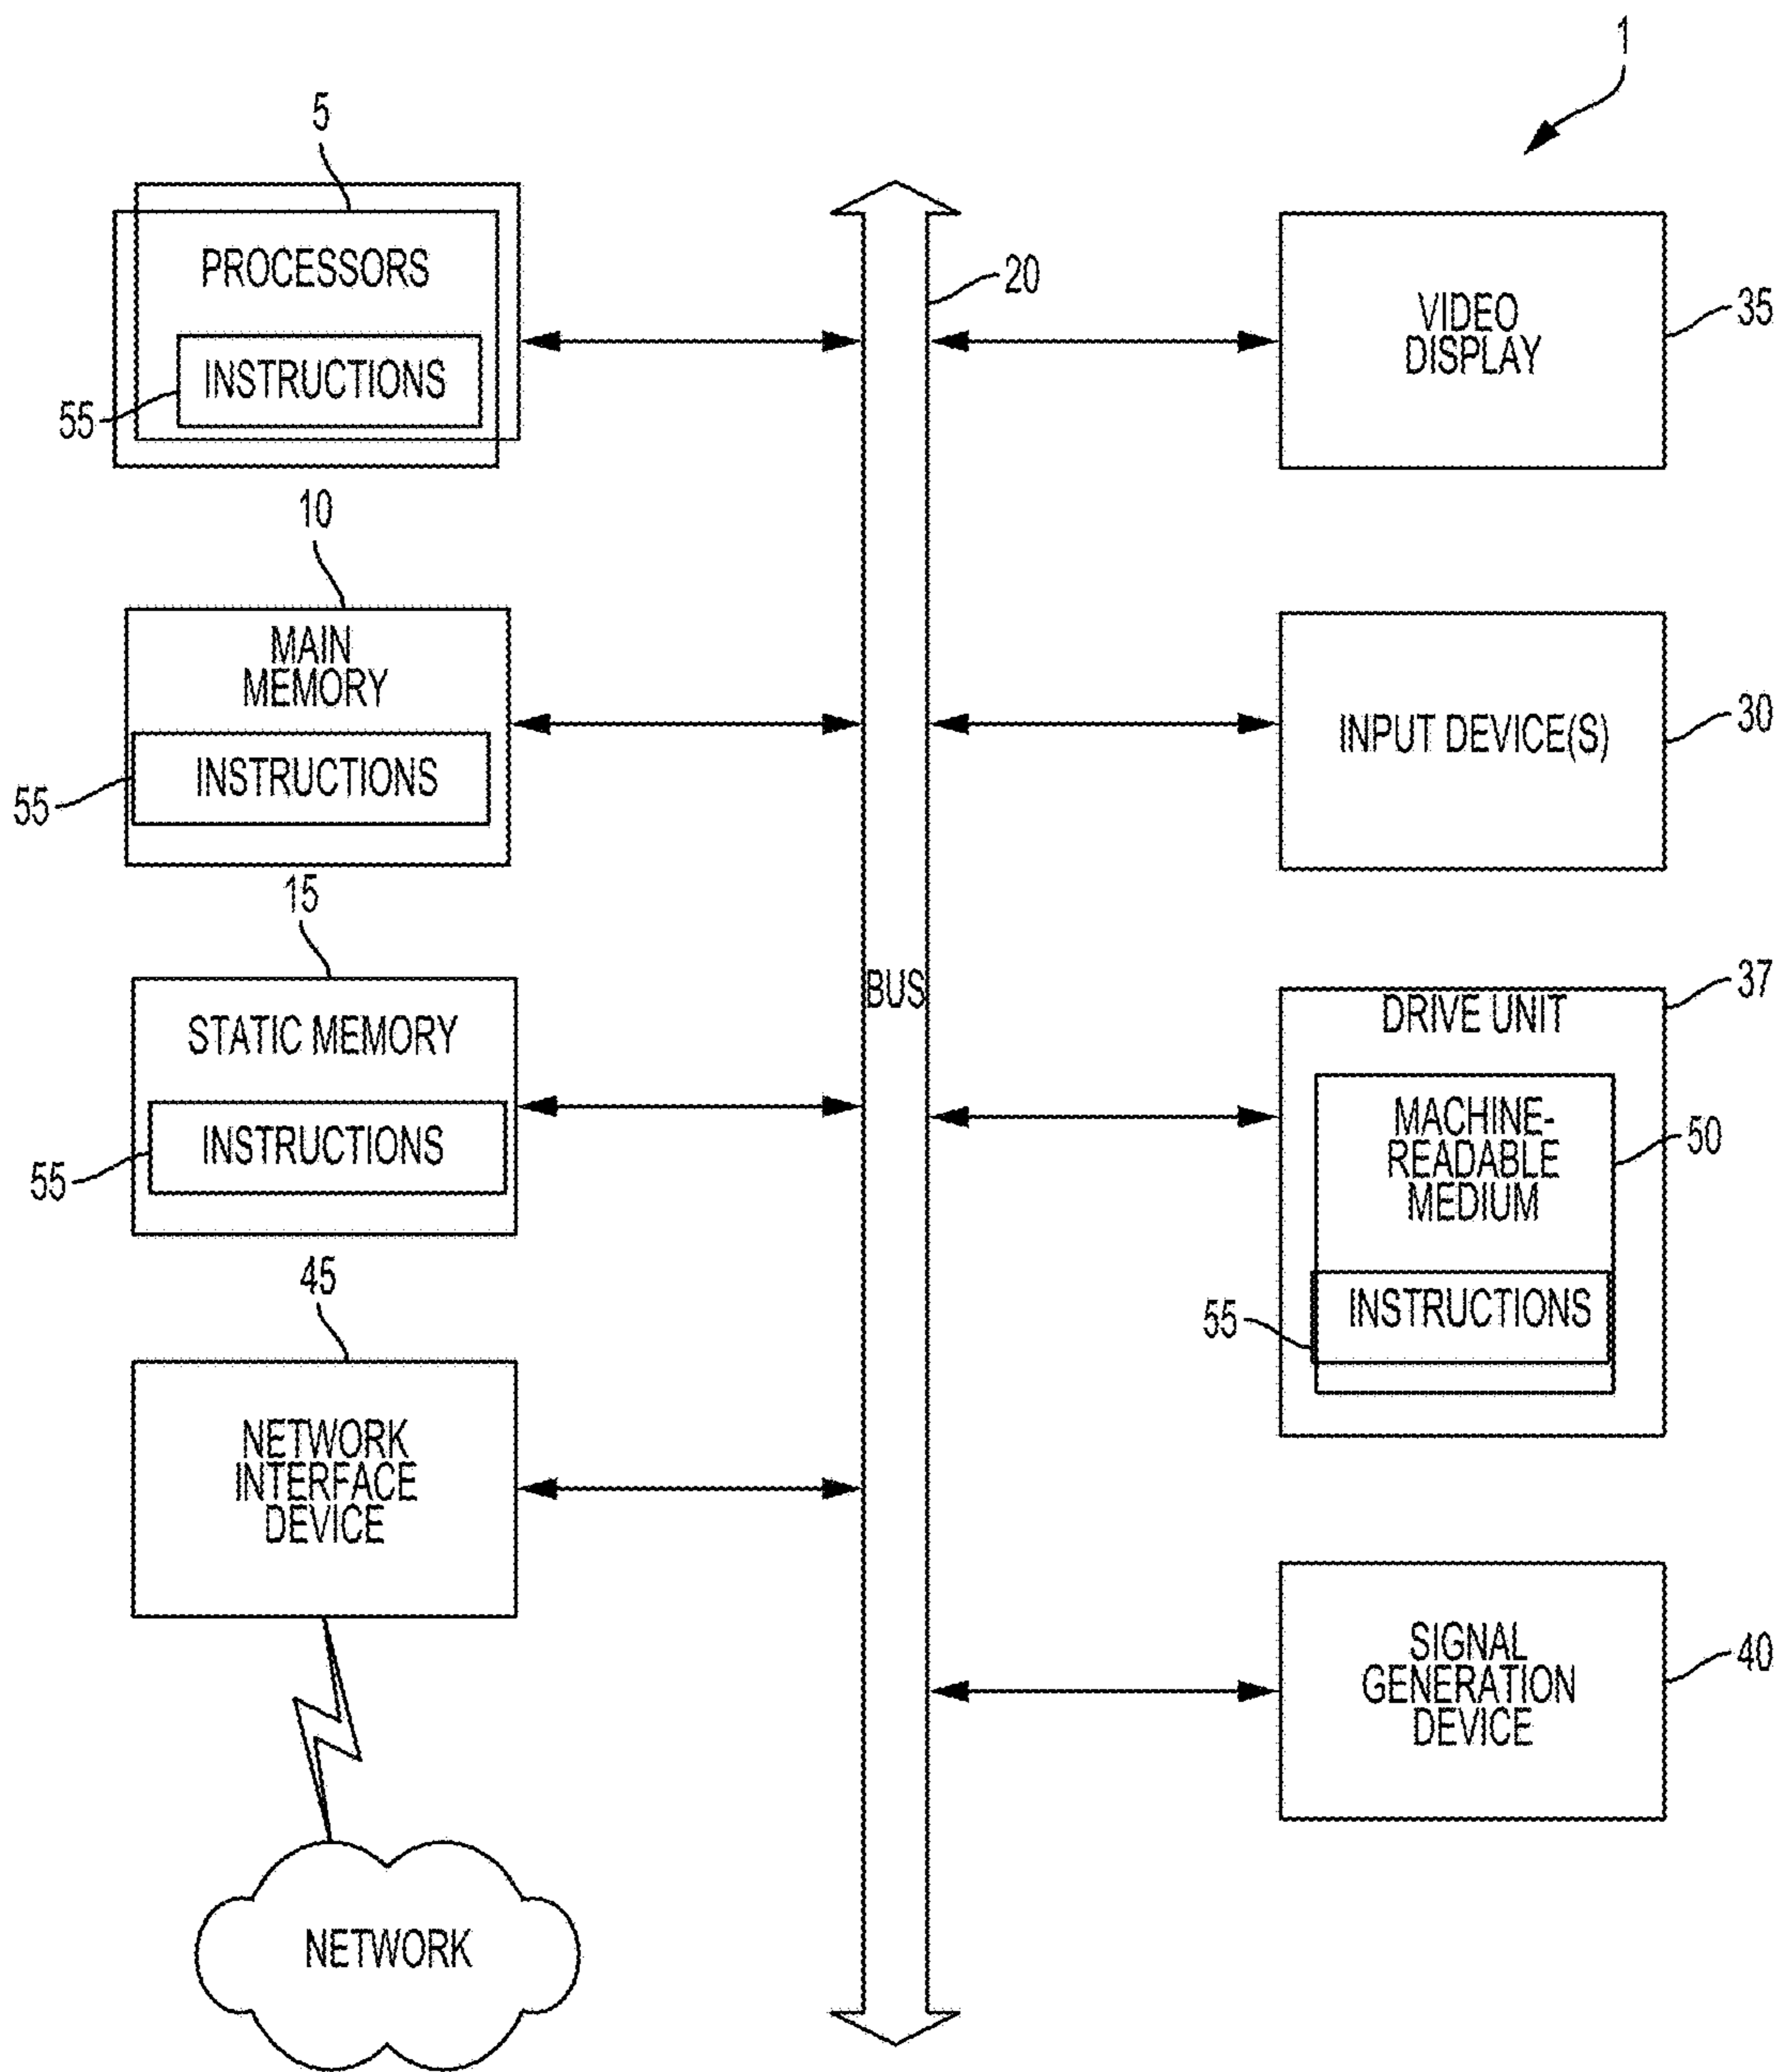 1
5
PROCESSORS
INSTRUCTIONS
55
10
MAIN
MEMORY
INSTRUCTIONS
55
15
STATIC MEMORY
INSTRUCTIONS
55
45
NETWORK
INTERFACE
DEVICE
NETWORK
20
BUS
VIDEO
DISPLAY
35
INPUT DEVICE(S)
30
37
DRIVE UNIT
MACHINE-
READABLE
MEDIUM
50
INSTRUCTIONS
55
SIGNAL
GENERATION
DEVICE
40